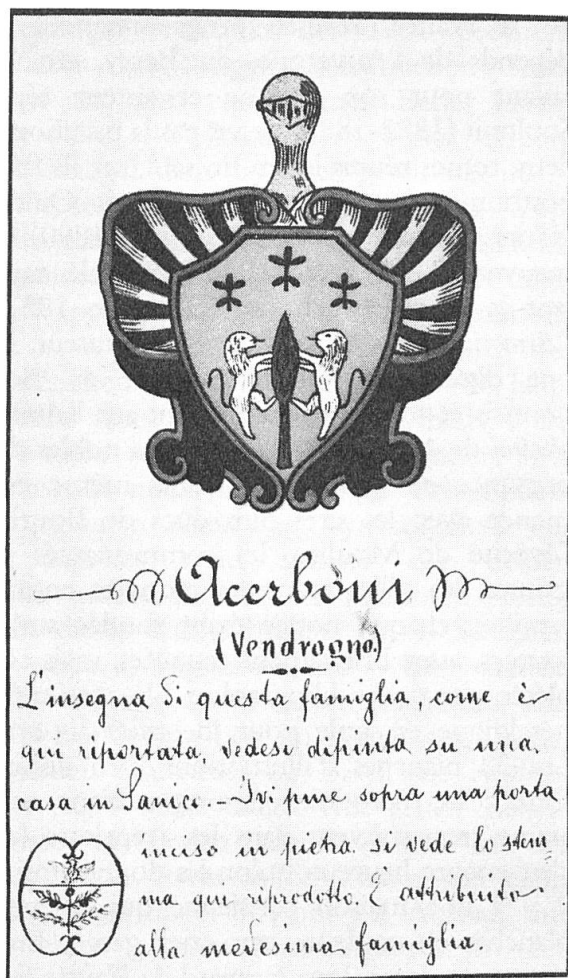 Acerboni
(Vendrogno)
L'insegna di questa famiglia, come è
qui riportata vedesi dipinta su una
casa in Sanico - Ivi pure sopra una porta
inciso in pietra si vede lo stem
ma qui riprodotto. E attribuito
alla medesima famiglia.